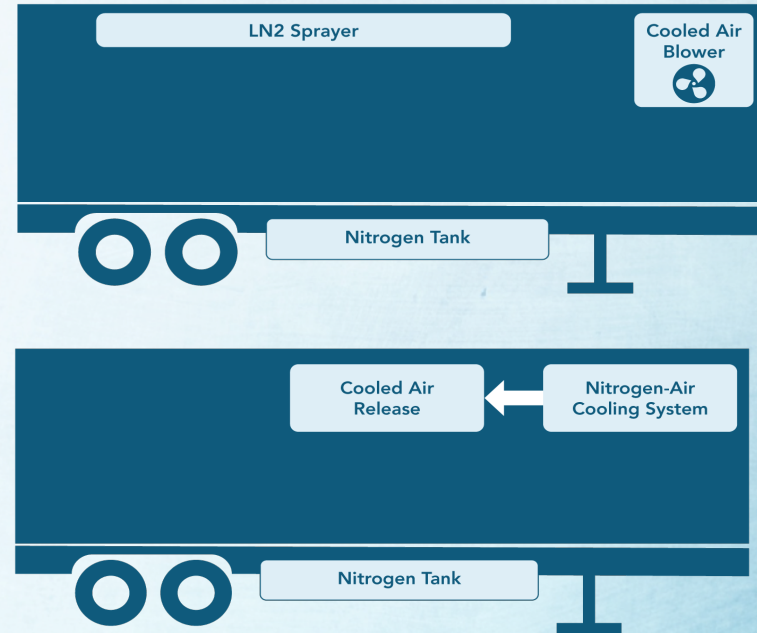 LN2 Sprayer
Cooled Air
Blower
Nitrogen Tank
Cooled Air
Release
Nitrogen-Air
Cooling System
Nitrogen Tank